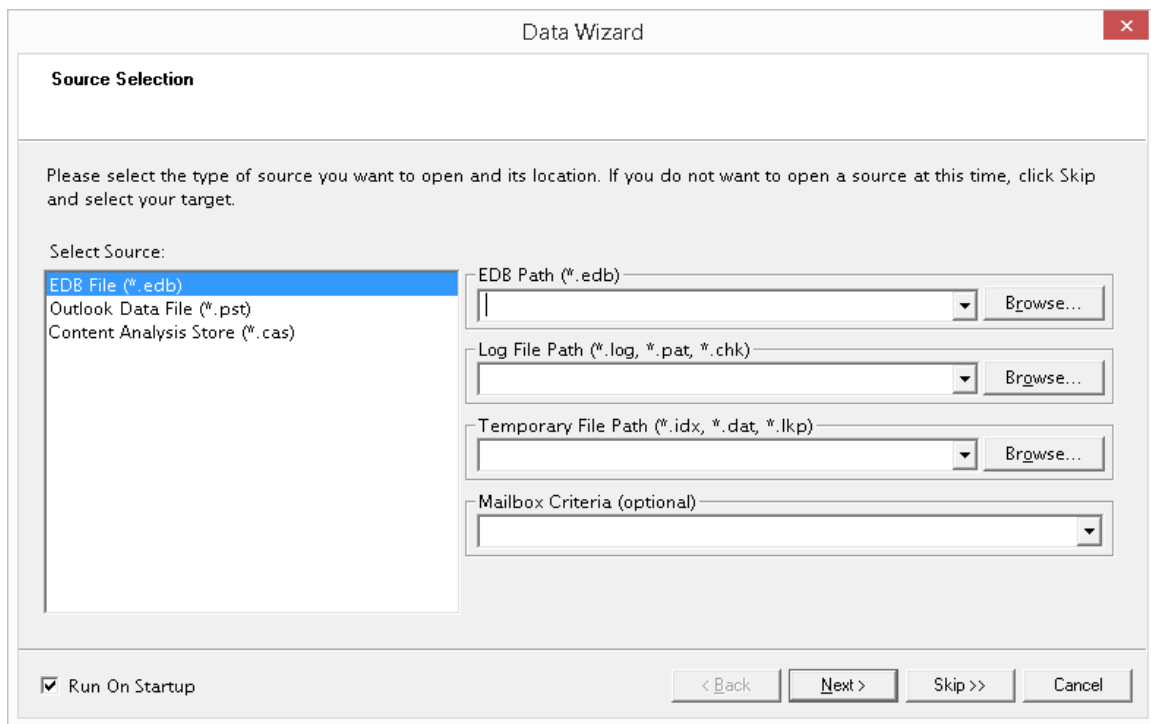 Data Wizard
Source Selection
Please select the type of source you want to open and its location. If you do not want to open a source at this time, click Skip
and select your target.
Select Source:
EDB File (*.edb)
Outlook Data File (*.pst)
Content Analysis Store (*.cas)
EDB Path (*.edb)
Browse...
Log File Path (*.log, *.pat, *.chk)
Browse...
Temporary File Path (*.idx, *.dat, *.lkp)
Browse...
Mailbox Criteria (optional)
Run On Startup
< Back
Next >
Skip >>
Cancel